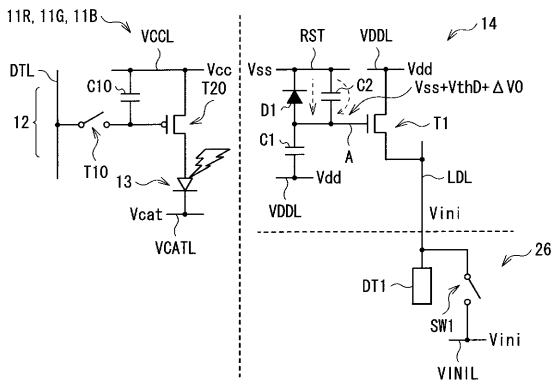 11R, 11G, 11B
DTL
VCCL
Vcc
C10
T20
12
T10
13
Vcat
VCATL
14
RST
VDDL
Vss
Vdd
C2
D1
Vss+VthD+ΔV0
T1
C1
A
Vdd
VDDL
LDL
Vini
26
DT1
SW1
Vini
VINIL